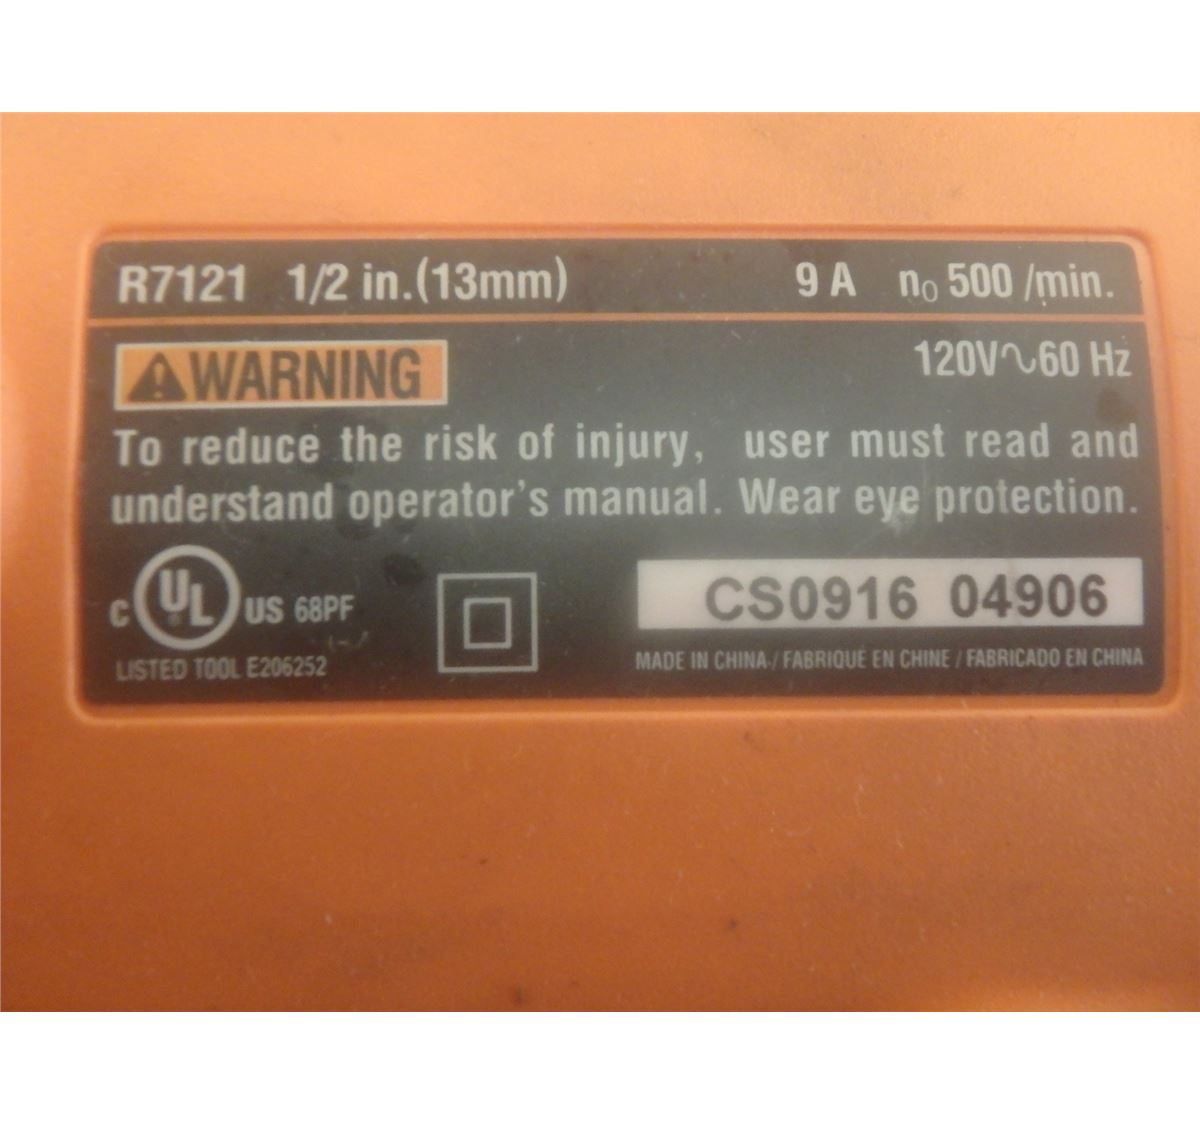 R7121 1/2 in.(13mm) 9 A n₀ 500 /min.
WARNING 120V∿60 Hz
To reduce the risk of injury, user must read and
understand operator's manual. Wear eye protection.
C UL US 68PF
CS0916 04906
LISTED TOOL E206252
MADE IN CHINA / FABRIQUE EN CHINE / FABRICADO EN CHINA